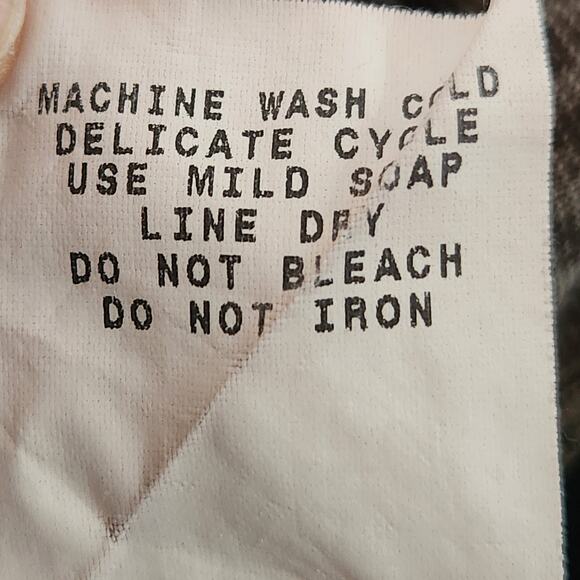 MACHINE WASH COLD
DELICATE CYCLE
USE MILD SOAP
LINE DRY
DO NOT BLEACH
DO NOT IRON